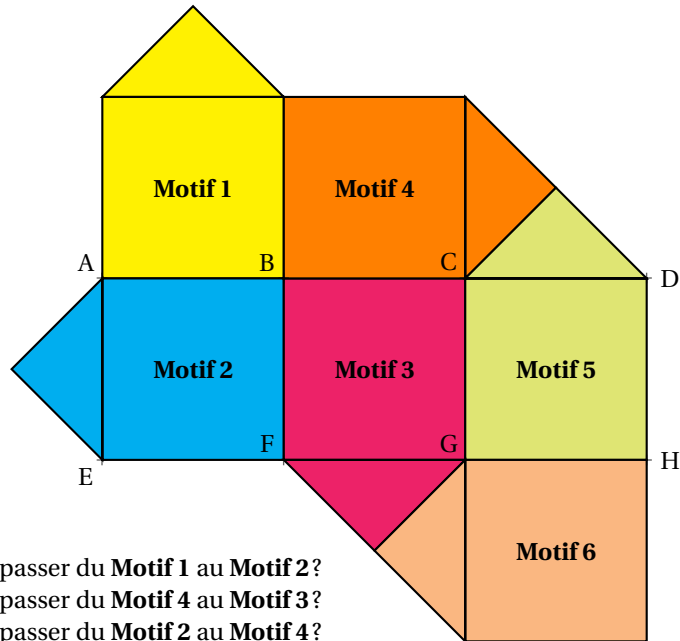 Motif 1
Motif 4
A
B
C
D
Motif 2
Motif 3
Motif 5
E
F
G
H
Motif 6
passer du Motif 1 au Motif 2?
passer du Motif 4 au Motif 3?
passer du Motif 2 au Motif 4?